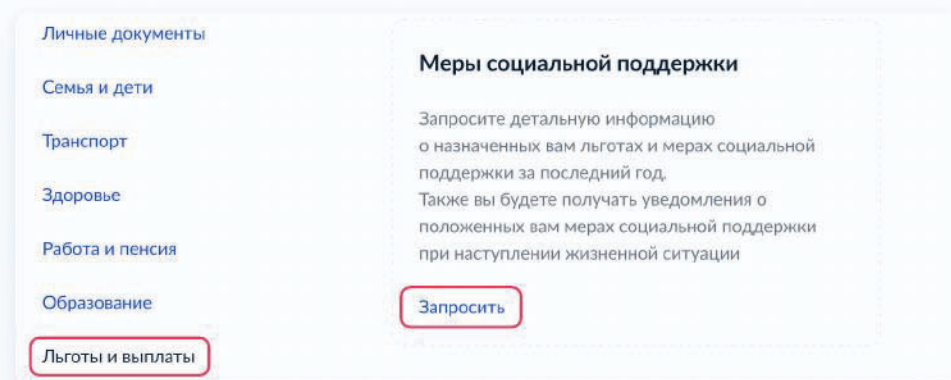 Личные документы
Семья и дети
Транспорт
Здоровье
Работа и пенсия
Образование
Льготы и выплаты
Меры социальной поддержки
Запросите детальную информацию
о назначенных вам льготах и мерах социальной
поддержки за последний год.
Также вы будете получать уведомления о
положенных вам мерах социальной поддержки
при наступлении жизненной ситуации
Запросить